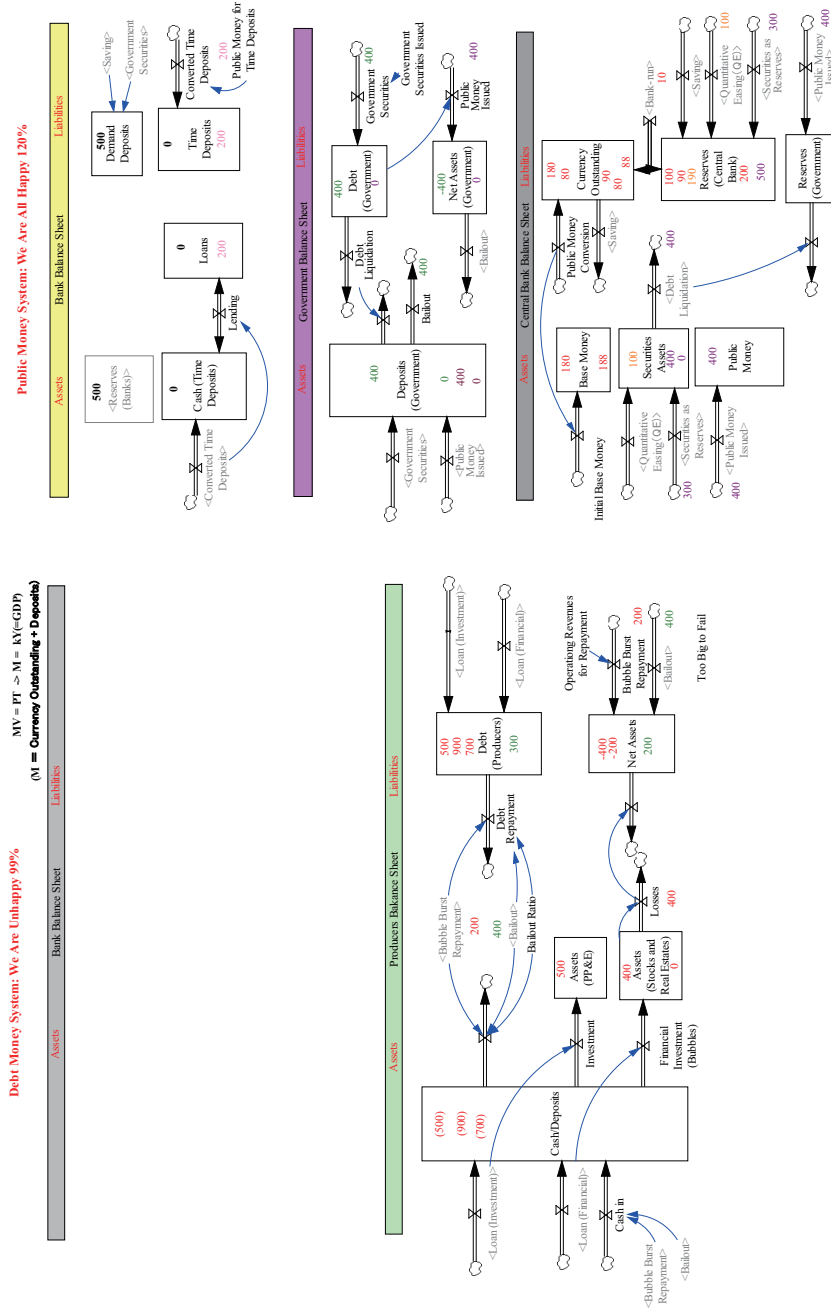 Debt Money System: We Are Unhappy 99%
MV = PT -> M = kY(=GDP)
(M = Currency Outstanding + Deposits)
Assets
Bank Balance Sheet
Liabilities
Assets
Producers Bakance Sheet
Liabilities
<Loan (Investment)>
<Loan (Financial)>
Cash in
<Bubble Burst
Repayment>
<Bailout>
(500)
(900)
(700)
Cash/Deposits
<Bubble Burst
Repayment>
200
400
<Bailout>
Bailout Ratio
Debt
Repayment
500
900
700
Debt
(Producers)
300
<Loan (Investment)>
<Loan (Financial)>
Investment
500
Assets
(PP&E)
Financial
Investment
(Bubbles)
400
Assets
(Stocks and
Real Estates)
0
Losses
400
-400
-200
Net Assets
200
Operationg Revenues
for Repayment
Bubble Burst
Repayment
200
<Bailout>
400
Too Big to Fail
Public Money System: We Are All Happy 120%
Assets
Bank Balance Sheet
Liabilities
500
<Reserves
(Banks)>
500
Demand
Deposits
<Saving>
<Government
Securities>
<Converted Time
Deposits>
0
Cash (Time
Deposits)
Lending
0
Loans
200
0
Time
Deposits
200
Converted Time
Deposits
200
Public Money for
Time Deposits
Assets
Government Balance Sheet
Liabilities
<Government
Securities>
<Public
Money
Issued>
400
Deposits
(Government)
0
400
0
Debt
Liquidation
Bailout
400
400
Debt
(Government)
0
Government
Securities
400
Government
Securities Issued
<Bailout>
-400
Net Assets
(Government)
0
Public
Money
Issued
400
Assets
Central Bank Balance Sheet
Liabilities
Initial Base Money
180
Base Money
188
Public Money
Conversion
<Saving>
180
80
Currency
Outstanding
90
80
88
<Bank-run>
10
<Quantitative
Easing(QE)>
<Securities as
Reserves>
300
100
Securities
Assets
400
0
<Debt
Liquidation>
400
100
90
190
Reserves
(Central
Bank)
200
500
<Saving>
<Quantitative
Easing(QE)>
100
<Securities as
Reserves>
300
<Public Money
Issued>
400
400
Public
Money
Reserves
(Government)
<Public Money
Issued>
400